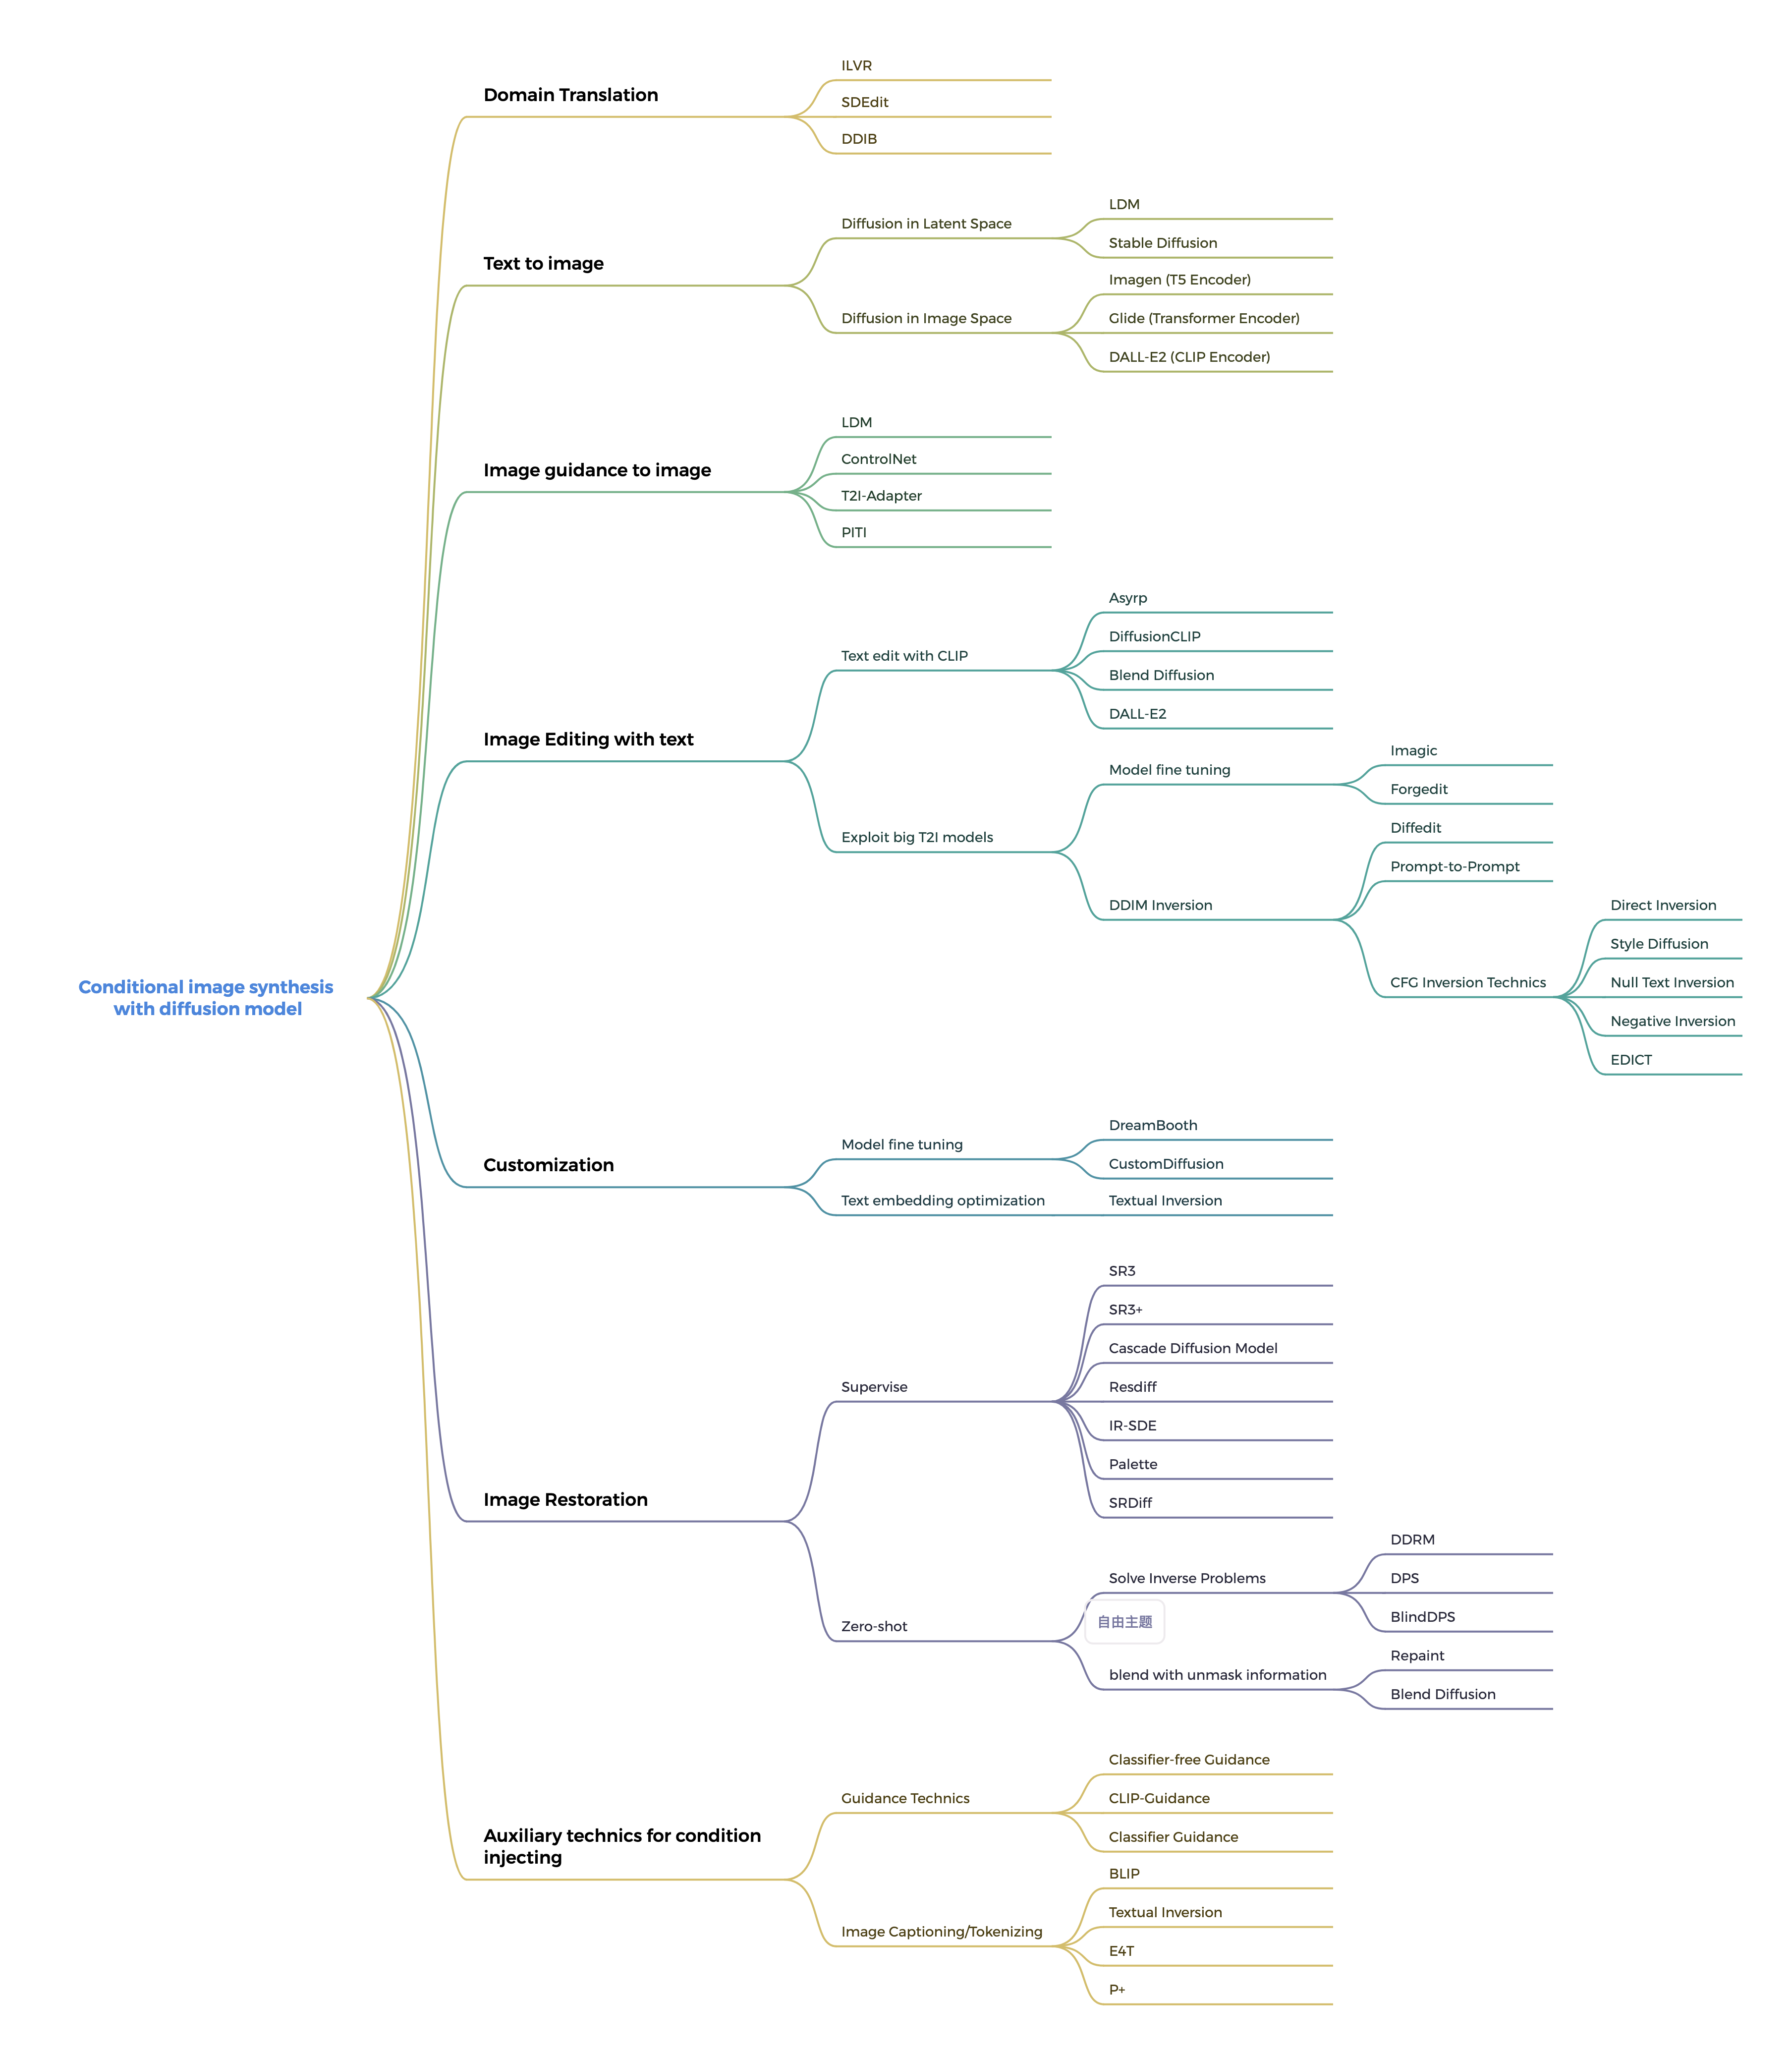 Conditional image synthesis
with diffusion model
Domain Translation
ILVR
SDEdit
DDIB
Text to image
Diffusion in Latent Space
LDM
Stable Diffusion
Diffusion in Image Space
Imagen (T5 Encoder)
Glide (Transformer Encoder)
DALL-E2 (CLIP Encoder)
Image guidance to image
LDM
ControlNet
T2I-Adapter
PITI
Image Editing with text
Text edit with CLIP
Asyrp
DiffusionCLIP
Blend Diffusion
DALL-E2
Exploit big T2I models
Model fine tuning
Imagic
Forgedit
DDIM Inversion
Diffedit
Prompt-to-Prompt
CFG Inversion Technics
Direct Inversion
Style Diffusion
Null Text Inversion
Negative Inversion
EDICT
Customization
Model fine tuning
DreamBooth
CustomDiffusion
Text embedding optimization
Textual Inversion
Image Restoration
Supervise
SR3
SR3+
Cascade Diffusion Model
Resdiff
IR-SDE
Palette
SRDiff
Zero-shot
Solve Inverse Problems
DDRM
DPS
BlindDPS
自由主题
blend with unmask information
Repaint
Blend Diffusion
Auxiliary technics for condition
injecting
Guidance Technics
Classifier-free Guidance
CLIP-Guidance
Classifier Guidance
Image Captioning/Tokenizing
BLIP
Textual Inversion
E4T
P+